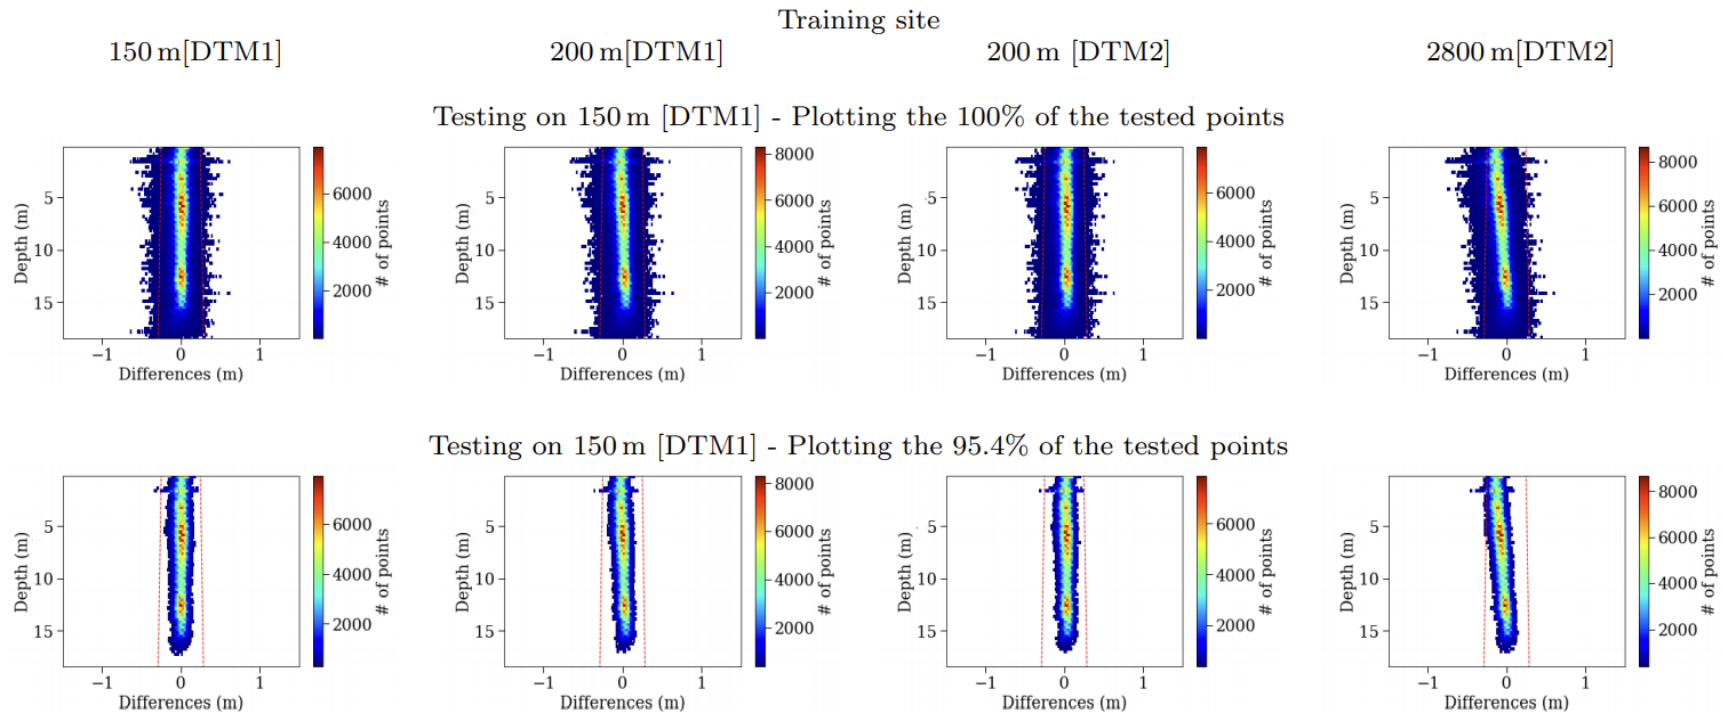 Training site
150 m[DTM1] 200 m[DTM1] 200 m [DTM2] 2800 m[DTM2]
Testing on 150 m [DTM1] - Plotting the 100% of the tested points
Depth (m) 5 10 15 −1 0 1 Differences (m) 6000 4000 2000 # of points
Depth (m) 5 10 15 −1 0 1 Differences (m) 8000 6000 4000 2000 # of points
Depth (m) 5 10 15 −1 0 1 Differences (m) 6000 4000 2000 # of points
Depth (m) 5 10 15 −1 0 1 Differences (m) 8000 6000 4000 2000 # of points
Testing on 150 m [DTM1] - Plotting the 95.4% of the tested points
Depth (m) 5 10 15 −1 0 1 Differences (m) 6000 4000 2000 # of points
Depth (m) 5 10 15 −1 0 1 Differences (m) 8000 6000 4000 2000 # of points
Depth (m) 5 10 15 −1 0 1 Differences (m) 6000 4000 2000 # of points
Depth (m) 5 10 15 −1 0 1 Differences (m) 8000 6000 4000 2000 # of points